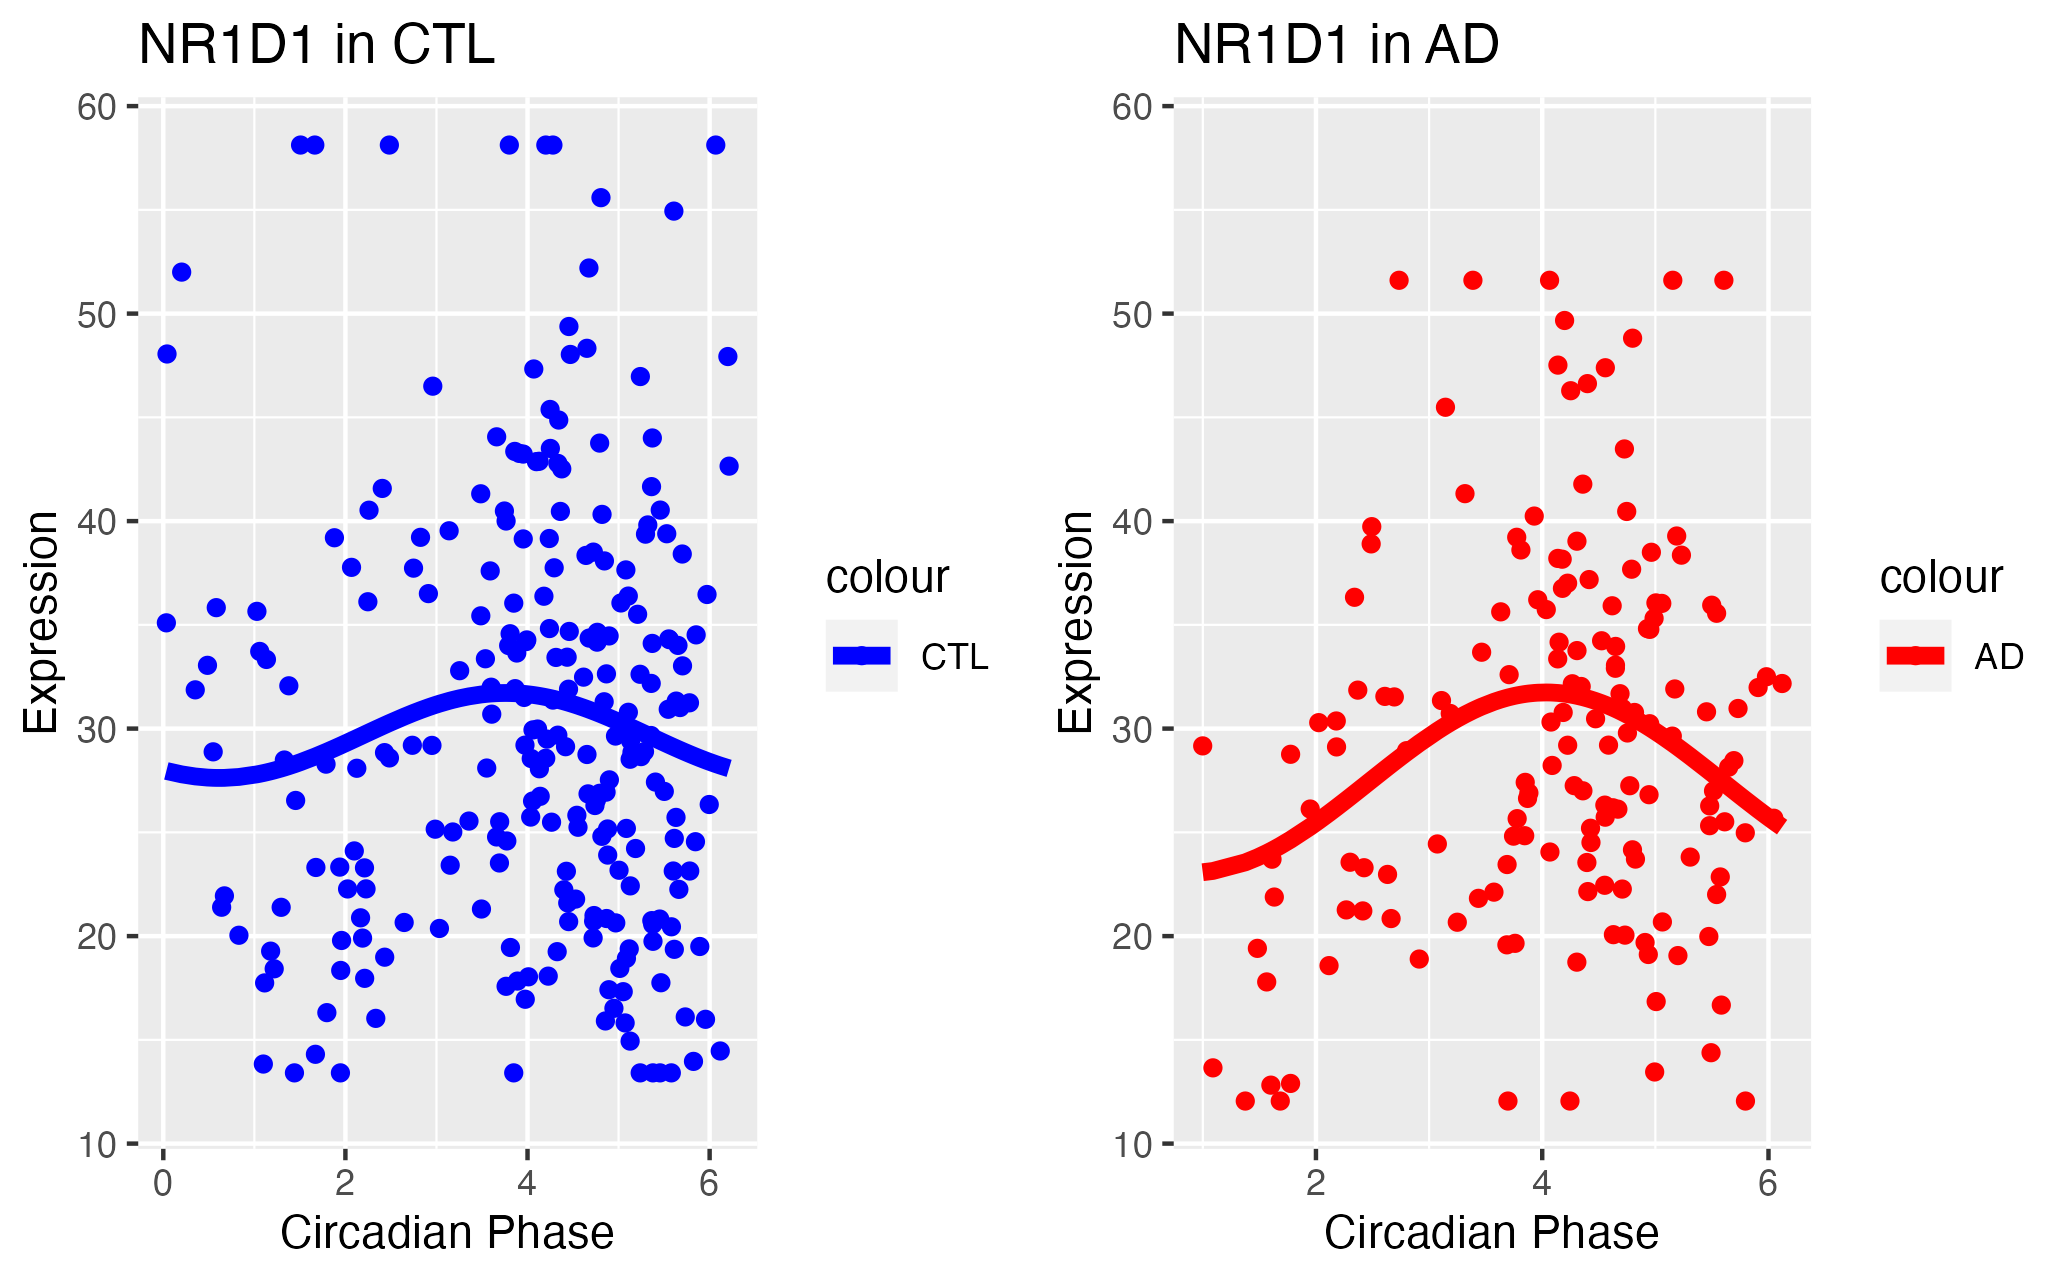 NR1D1 in CTL
60
50
40
30
20
10
Expression
0 2 4 6
Circadian Phase
colour
CTL
NR1D1 in AD
60
50
40
30
20
10
Expression
2 4 6
Circadian Phase
colour
AD